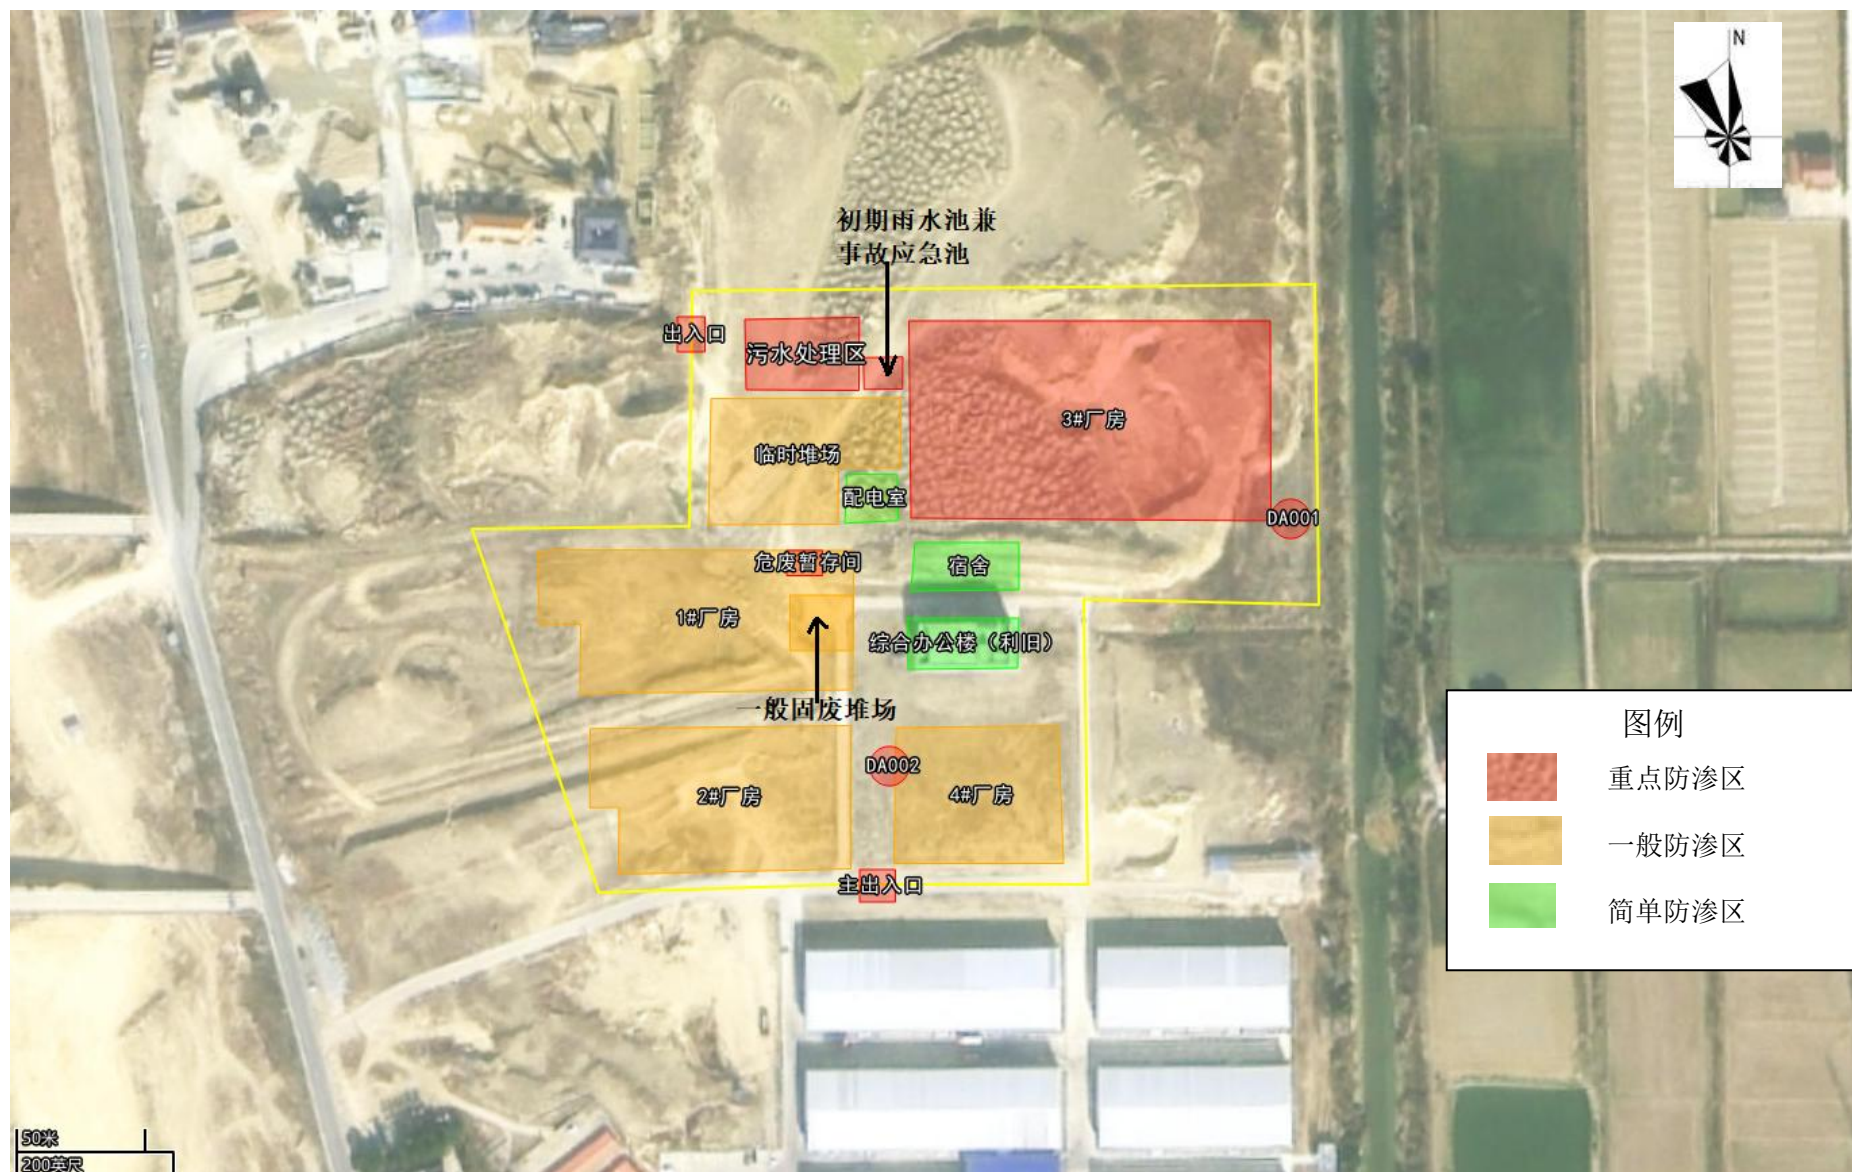 N
初期雨水池兼
事故应急池
出入口
污水处理区
3#厂房
临时堆场
配电室
DA001
危废暂存间
宿舍
1#厂房
综合办公楼（利旧）
一般固废堆场
DA002
2#厂房
4#厂房
主出入口
图例
重点防渗区
一般防渗区
简单防渗区
50米
200英尺